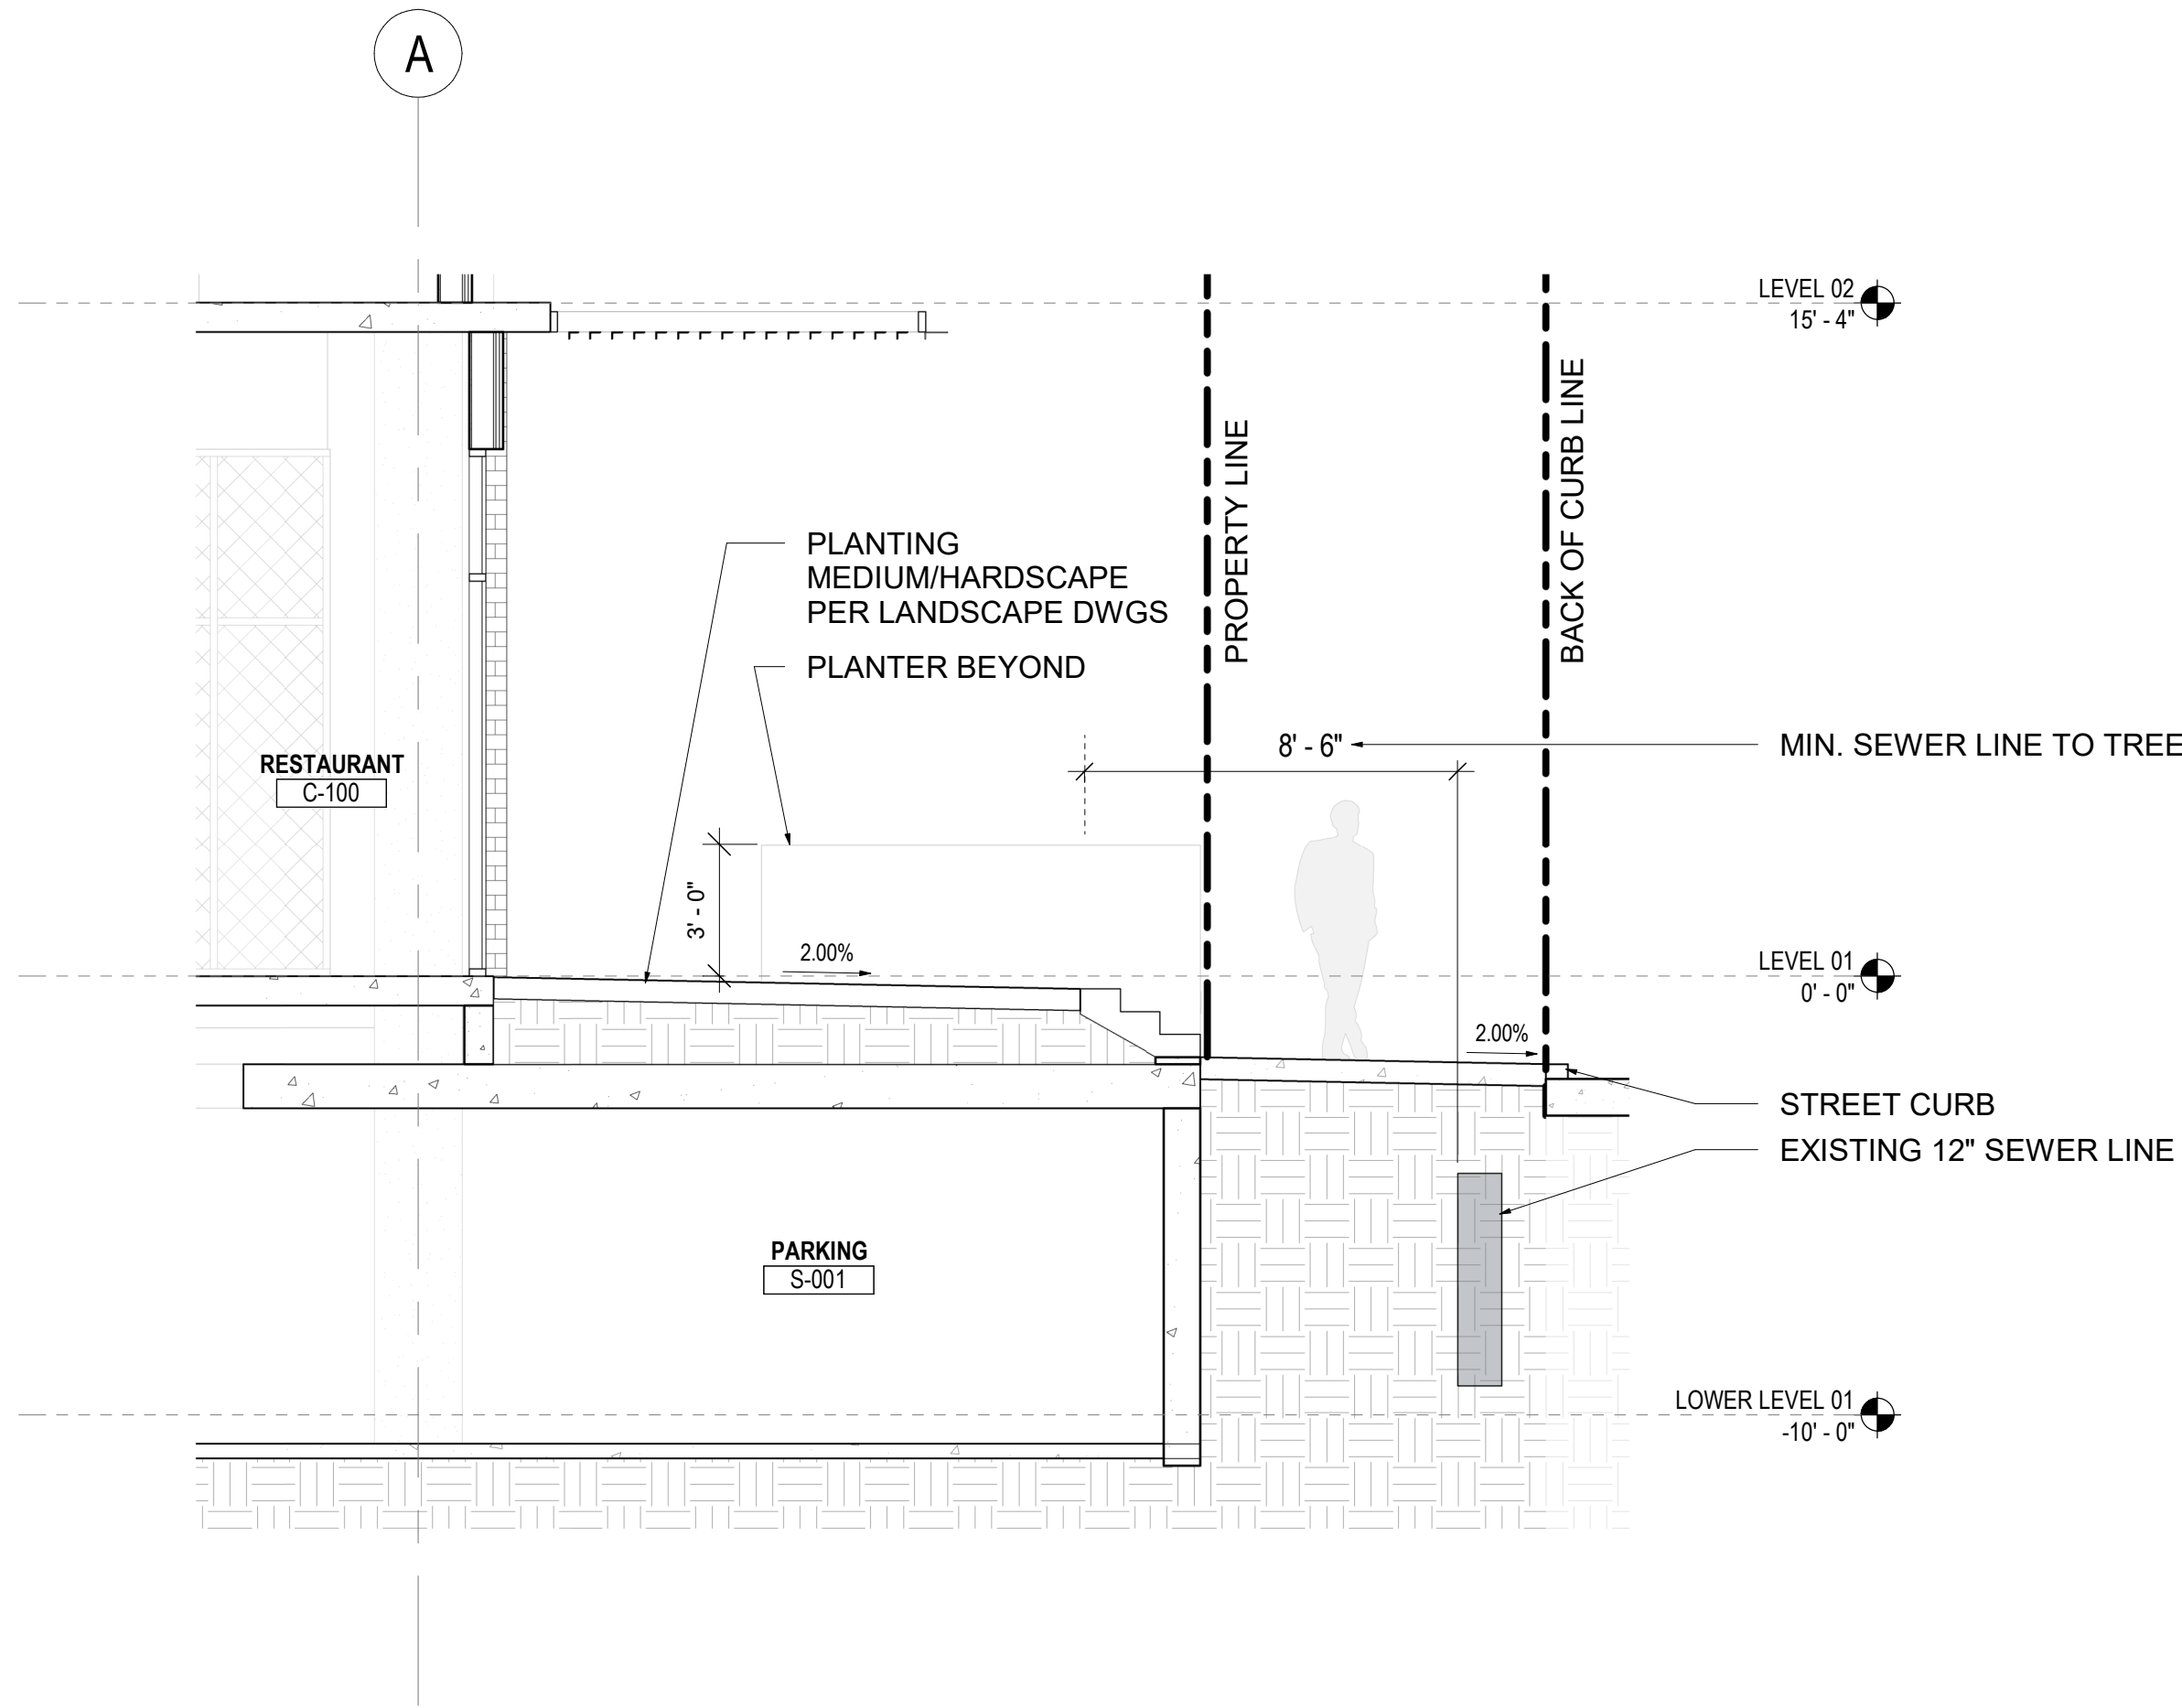 A
LEVEL 02
15' - 4"
PROPERTY LINE
BACK OF CURB LINE
PLANTING
MEDIUM/HARDSCAPE
PER LANDSCAPE DWGS
PLANTER BEYOND
8' - 6"
MIN. SEWER LINE TO TREE
RESTAURANT
C-100
3' - 0"
2.00%
LEVEL 01
0' - 0"
2.00%
STREET CURB
EXISTING 12" SEWER LINE
PARKING
S-001
LOWER LEVEL 01
-10' - 0"